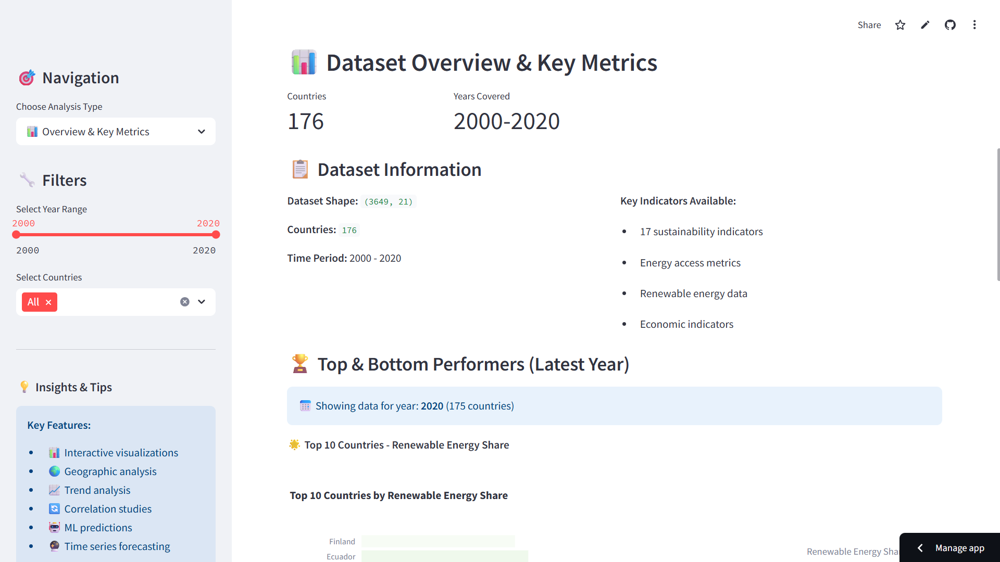 Share
Navigation
Choose Analysis Type
Overview & Key Metrics
Filters
Select Year Range
2000 2020
2000 2020
Select Countries
All
Insights & Tips
Key Features:
• Interactive visualizations
• Geographic analysis
• Trend analysis
• Correlation studies
• ML predictions
• Time series forecasting
Dataset Overview & Key Metrics
Countries
176
Years Covered
2000-2020
Dataset Information
Dataset Shape: (3649, 21)
Countries: 176
Time Period: 2000 - 2020
Key Indicators Available:
• 17 sustainability indicators
• Energy access metrics
• Renewable energy data
• Economic indicators
Top & Bottom Performers (Latest Year)
Showing data for year: 2020 (175 countries)
Top 10 Countries - Renewable Energy Share
Top 10 Countries by Renewable Energy Share
Finland
Ecuador
Renewable Energy
Manage app